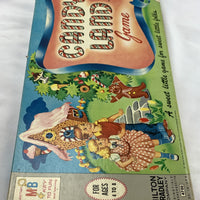 CANDY
LAND
Game
A sweet little game for sweet little folks
MB
FOR
AGES
4 TO 8
MILTON
BRADLEY